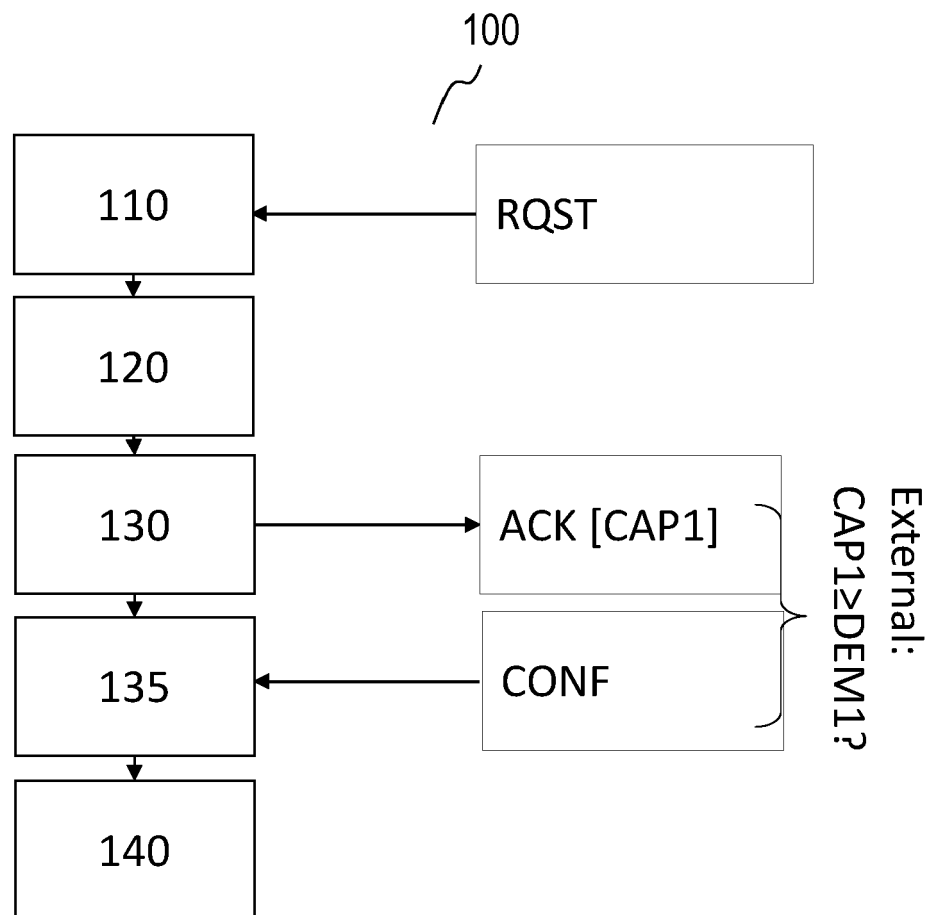 100
110
RQST
120
130
ACK [CAP1]
External:
CAP1≥DEM1?
135
CONF
140